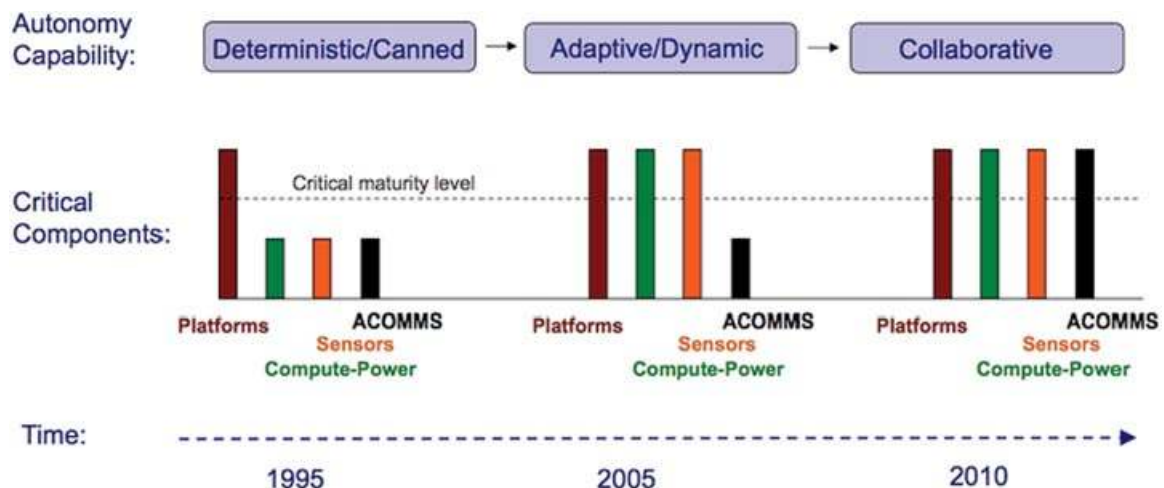 Autonomy
Capability:
Deterministic/Canned
Adaptive/Dynamic
Collaborative
Critical maturity level
Critical
Components:
Platforms
ACOMMS
Sensors
Compute-Power
Platforms
ACOMMS
Sensors
Compute-Power
Platforms
ACOMMS
Sensors
Compute-Power
Time:
1995
2005
2010